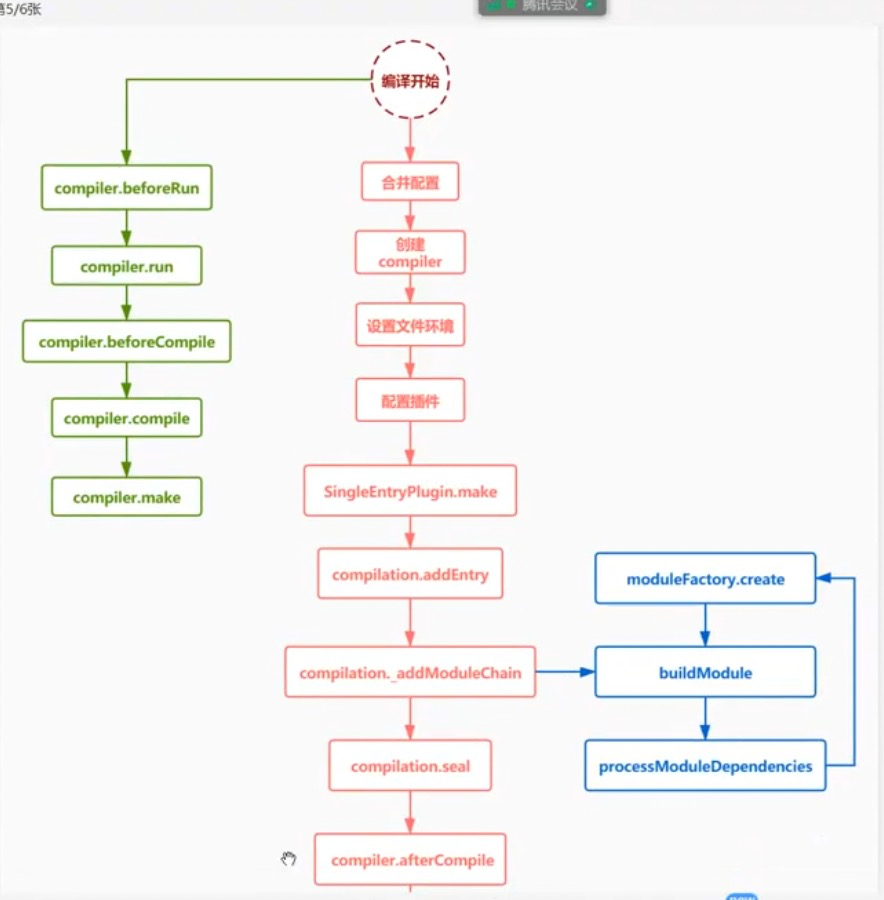 第5/6张
腾讯会议
编译开始
compiler.beforeRun
compiler.run
compiler.beforeCompile
compiler.compile
compiler.make
合并配置
创建
compiler
设置文件环境
配置插件
SingleEntryPlugin.make
compilation.addEntry
compilation._addModuleChain
compilation.seal
compiler.afterCompile
moduleFactory.create
buildModule
processModuleDependencies